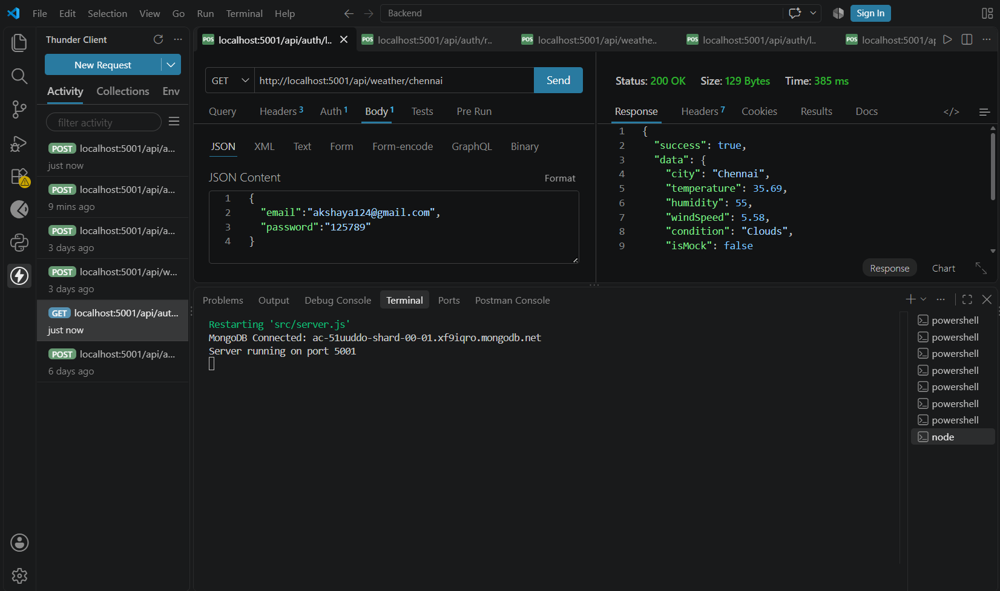 File Edit Selection View Go Run Terminal Help
Backend
Sign In
Thunder Client
New Request
Activity Collections Env
filter activity
POST localhost:5001/api/a...
just now
POST localhost:5001/api/a...
9 mins ago
POST localhost:5001/api/a...
3 days ago
POST localhost:5001/api/w...
3 days ago
GET localhost:5001/api/aut...
just now
POST localhost:5001/api/a...
6 days ago
POS localhost:5001/api/auth/l..
POS localhost:5001/api/auth/r..
POS localhost:5001/api/weathe..
POS localhost:5001/api/auth/l..
POS localhost:5001/ap
GET http://localhost:5001/api/weather/chennai Send
Query Headers 3 Auth 1 Body 1 Tests Pre Run
JSON XML Text Form Form-encode GraphQL Binary
JSON Content Format
1 {
2 "email":"akshaya124@gmail.com",
3 "password":"125789"
4 }
Status: 200 OK Size: 129 Bytes Time: 385 ms
Response Headers 7 Cookies Results Docs </>
1 {
2 "success": true,
3 "data": {
4 "city": "Chennai",
5 "temperature": 35.69,
6 "humidity": 55,
7 "windSpeed": 5.58,
8 "condition": "Clouds",
9 "isMock": false
Response Chart
Problems Output Debug Console Terminal Ports Postman Console
Restarting 'src/server.js'
MongoDB Connected: ac-51uuddo-shard-00-01.xf9iqro.mongodb.net
Server running on port 5001
powershell
powershell
powershell
powershell
powershell
powershell
powershell
node